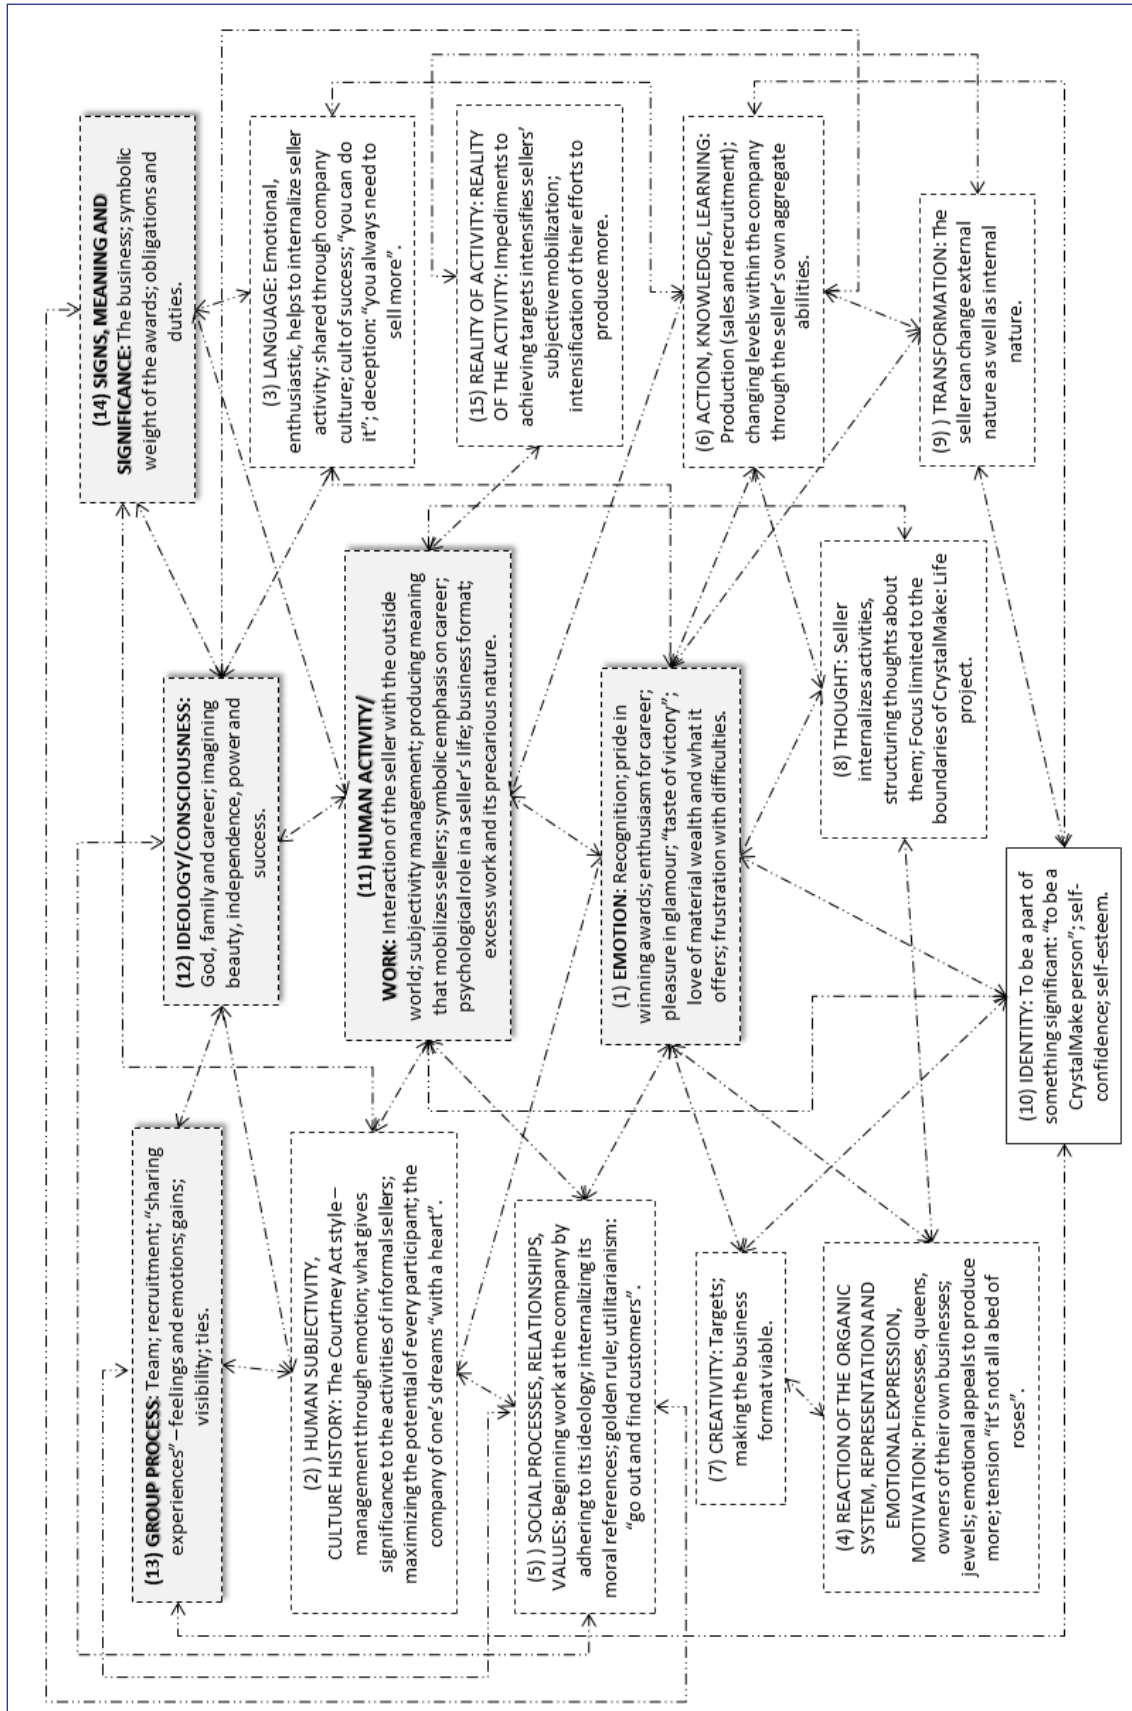 (13) GROUP PROCESS: Team; recruitment; “sharing
experiences” – feelings and emotions; gains;
visibility; ties.
(12) IDEOLOGY/CONSCIOUSNESS:
God, family and career; imagining
beauty, independence, power and
success.
(14) SIGNS, MEANING AND
SIGNIFICANCE: The business; symbolic
weight of the awards; obligations and
duties.
(2) ) HUMAN SUBJECTIVITY,
CULTURE HISTORY: The Courtney Act style –
management through emotion; what gives
significance to the activities of informal sellers;
maximizing the potential of every participant; the
company of one's dreams “with a heart”.
(11) HUMAN ACTIVITY/
WORK: Interaction of the seller with the outside
world; subjectivity management; producing meaning
that mobilizes sellers; symbolic emphasis on career;
psychological role in a seller's life; business format;
excess work and its precarious nature.
(3) LANGUAGE: Emotional,
enthusiastic, helps to internalize seller
activity; shared through company
culture; cult of success; “you can do
it”; deception: “you always need to
sell more”.
(5) ) SOCIAL PROCESSES, RELATIONSHIPS,
VALUES: Beginning work at the company by
adhering to its ideology; internalizing its
moral references; golden rule; utilitarianism:
“go out and find customers”.
(1) EMOTION: Recognition; pride in
winning awards; enthusiasm for career;
pleasure in glamour; “taste of victory”;
love of material wealth and what it
offers; frustration with difficulties.
(15) REALITY OF ACTIVITY: REALITY
OF THE ACTIVITY: Impediments to
achieving targets intensifies sellers’
subjective mobilization;
intensification of their efforts to
produce more.
(7) CREATIVITY: Targets;
making the business
format viable.
(8) THOUGHT: Seller
internalizes activities,
structuring thoughts about
them; Focus limited to the
boundaries of CrystalMake: Life
project.
(6) ACTION, KNOWLEDGE, LEARNING:
Production (sales and recruitment);
changing levels within the company
through the seller's own aggregate
abilities.
(4) REACTION OF THE ORGANIC
SYSTEM, REPRESENTATION AND
EMOTIONAL EXPRESSION,
MOTIVATION: Princesses, queens,
owners of their own businesses;
jewels; emotional appeals to produce
more; tension “it's not all a bed of
roses”.
(10) IDENTITY: To be a part of
something significant: “to be a
CrystalMake person”; self-
confidence; self-esteem.
(9) ) TRANSFORMATION: The
seller can change external
nature as well as internal
nature.